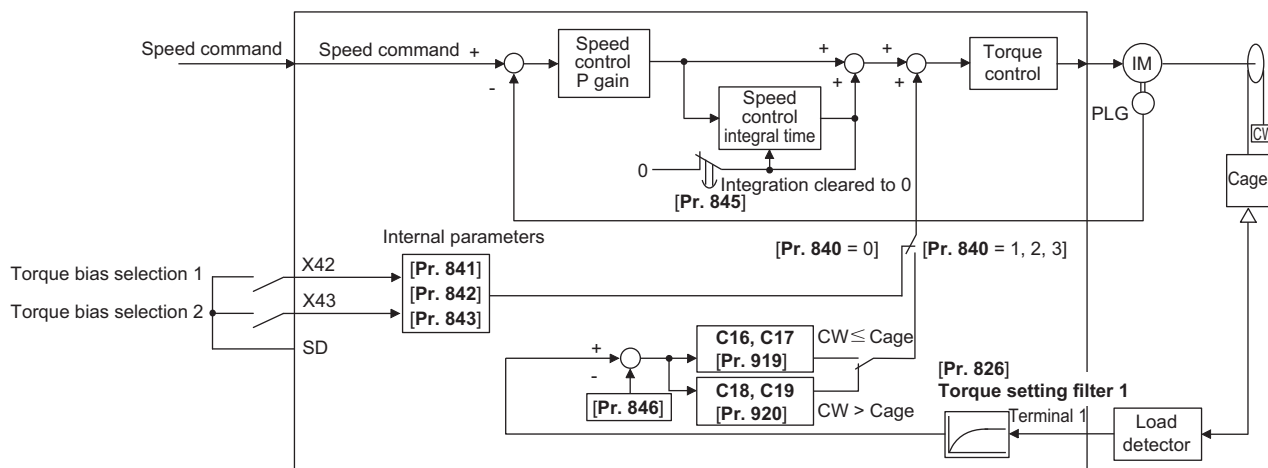 Speed command
Speed command
+
-
Speed
control
P gain
+
+
+
+
Torque
control
IM
PLG
CW
Cage
Speed
control
integral time
0
Integration cleared to 0
[Pr. 845]
Internal parameters
[Pr. 840 = 0]
[Pr. 840 = 1, 2, 3]
Torque bias selection 1
X42
[Pr. 841]
[Pr. 842]
[Pr. 843]
Torque bias selection 2
X43
SD
+
-
[Pr. 846]
C16, C17
[Pr. 919]
CW ≤ Cage
C18, C19
[Pr. 920]
CW > Cage
[Pr. 826]
Torque setting filter 1
Terminal 1
Load
detector